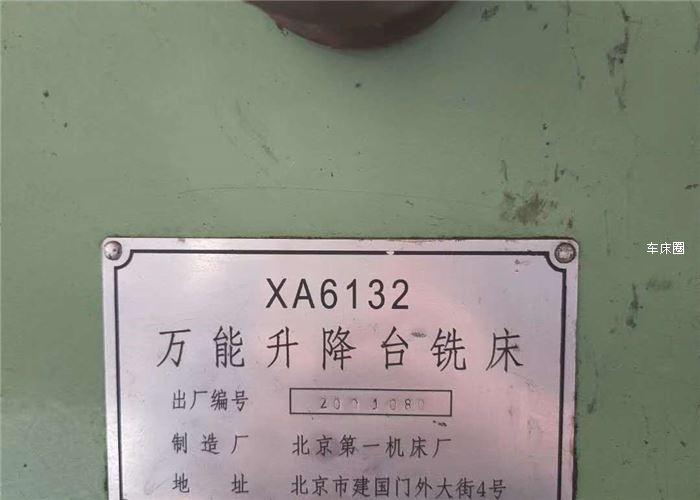 车床圈
XA6132
万能升降台铣床
出厂编号
制造厂 北京第一机床厂
地址 北京市建国门外大街4号